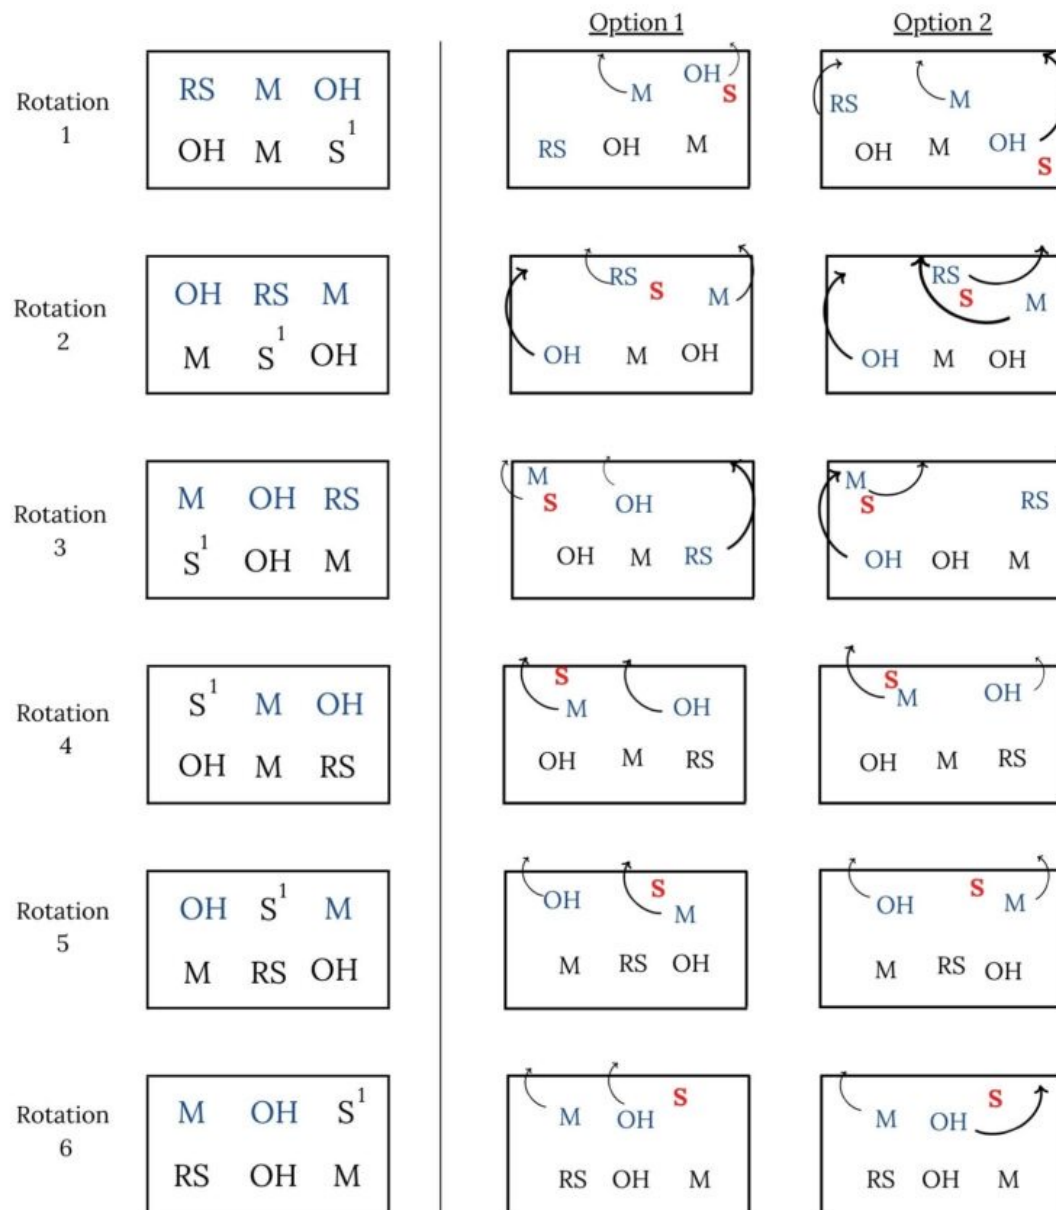 Option 1 Option 2
Rotation 1
RS M OH
OH M S1
M OH S
RS OH M
RS M
OH M OH S
Rotation 2
OH RS M
M S1 OH
RS S M
OH M OH
RS S M
OH M OH
Rotation 3
M OH RS
S1 OH M
M S OH
OH M RS
M S RS
OH OH M
Rotation 4
S1 M OH
OH M RS
S M OH
OH M RS
S M OH
OH M RS
Rotation 5
OH S1 M
M RS OH
OH S M
M RS OH
OH S M
M RS OH
Rotation 6
M OH S1
RS OH M
M OH S
RS OH M
M OH S
RS OH M